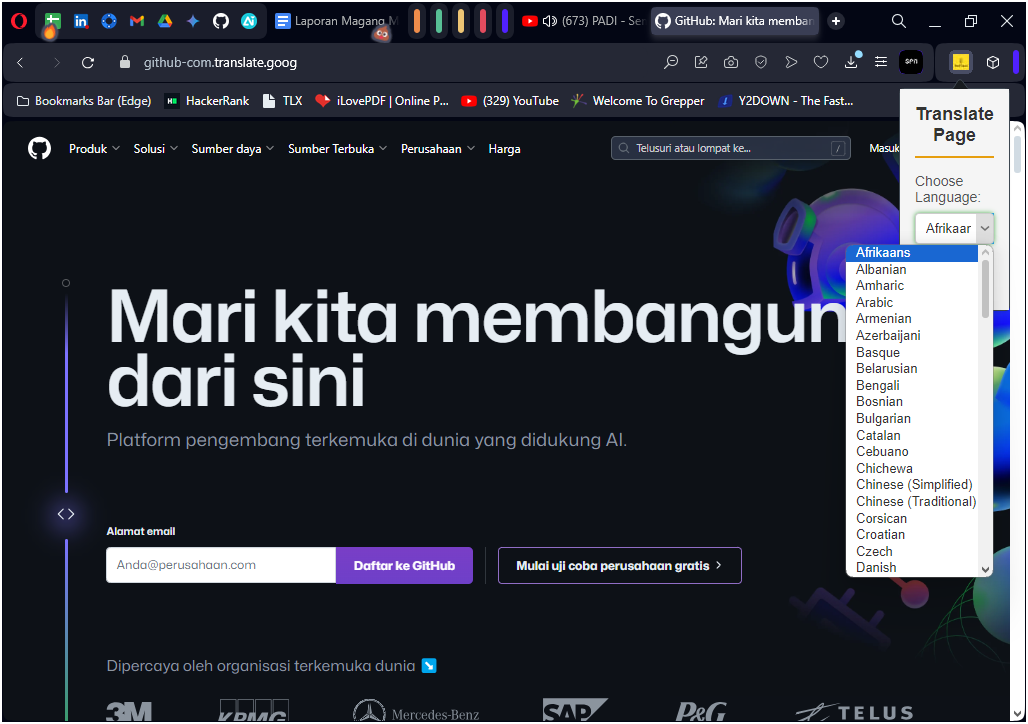 Laporan Magang M
(673) PADI - Ser
GitHub: Mari kita memban
github-com.translate.goog
SPN
Bookmarks Bar (Edge)
HackerRank
TLX
iLovePDF | Online P...
(329) YouTube
Welcome To Grepper
Y2DOWN - The Fast...
Produk
Solusi
Sumber daya
Sumber Terbuka
Perusahaan
Harga
Telusuri atau lompat ke...
/
Masuk
Translate
Page
Choose
Language:
Afrikaar
Afrikaans
Albanian
Amharic
Arabic
Armenian
Azerbaijani
Basque
Belarusian
Bengali
Bosnian
Bulgarian
Catalan
Cebuano
Chichewa
Chinese (Simplified)
Chinese (Traditional)
Corsican
Croatian
Czech
Danish
Mari kita membangun
dari sini
Platform pengembang terkemuka di dunia yang didukung AI.
Alamat email
Anda@perusahaan.com
Daftar ke GitHub
Mulai uji coba perusahaan gratis
Dipercaya oleh organisasi terkemuka dunia
3M
KPMG
Mercedes-Benz
SAP
P&G
TELUS